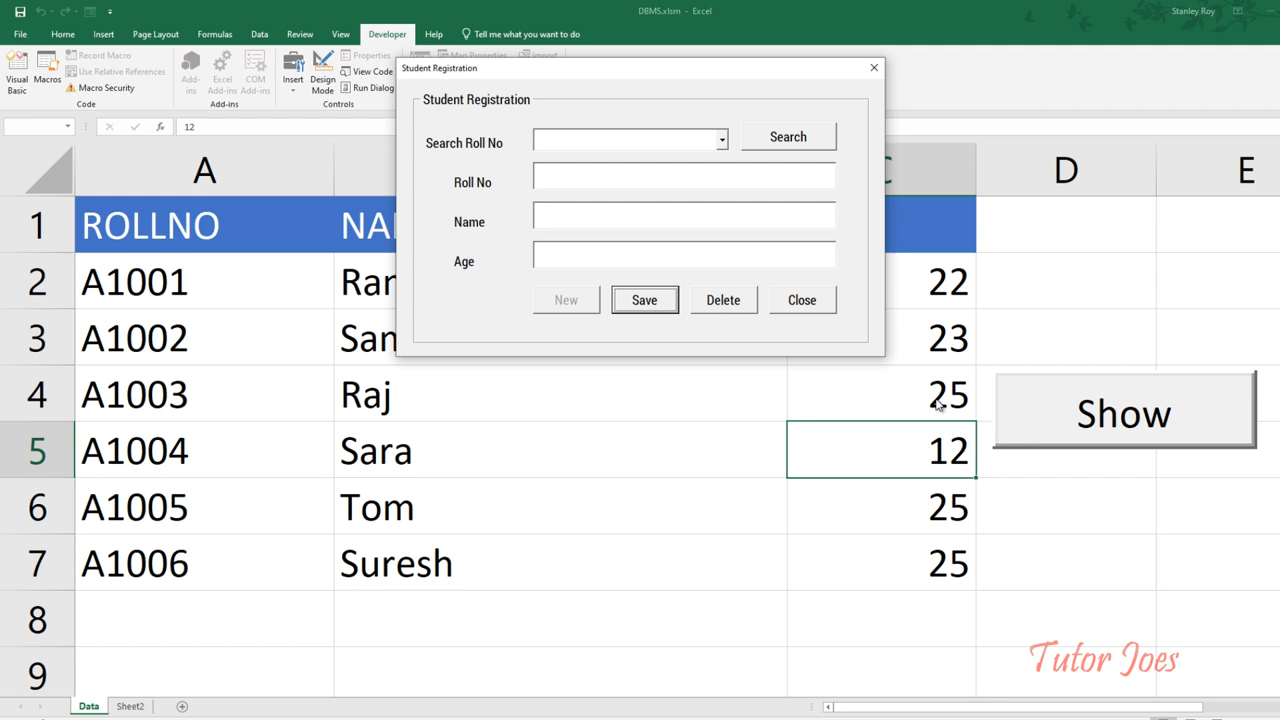 DBMS.xlsm - Excel
Stanley Roy
File Home Insert Page Layout Formulas Data Review View Developer Help Tell me what you want to do
Visual Basic
Macros
Record Macro
Use Relative References
Macro Security
Code
Add-ins
Excel Add-ins
COM Add-ins
Add-ins
Insert
Design Mode
Properties
View Code
Run Dialog
Controls
Map Properties
Import
12
Student Registration
Student Registration
Search Roll No
Search
Roll No
Name
Age
New Save Delete Close
A C D E
1 ROLLNO NA
2 A1001 Ra 22
3 A1002 Sa 23
4 A1003 Raj 25
5 A1004 Sara 12
6 A1005 Tom 25
7 A1006 Suresh 25
8
9
Show
Tutor Joes
Data Sheet2